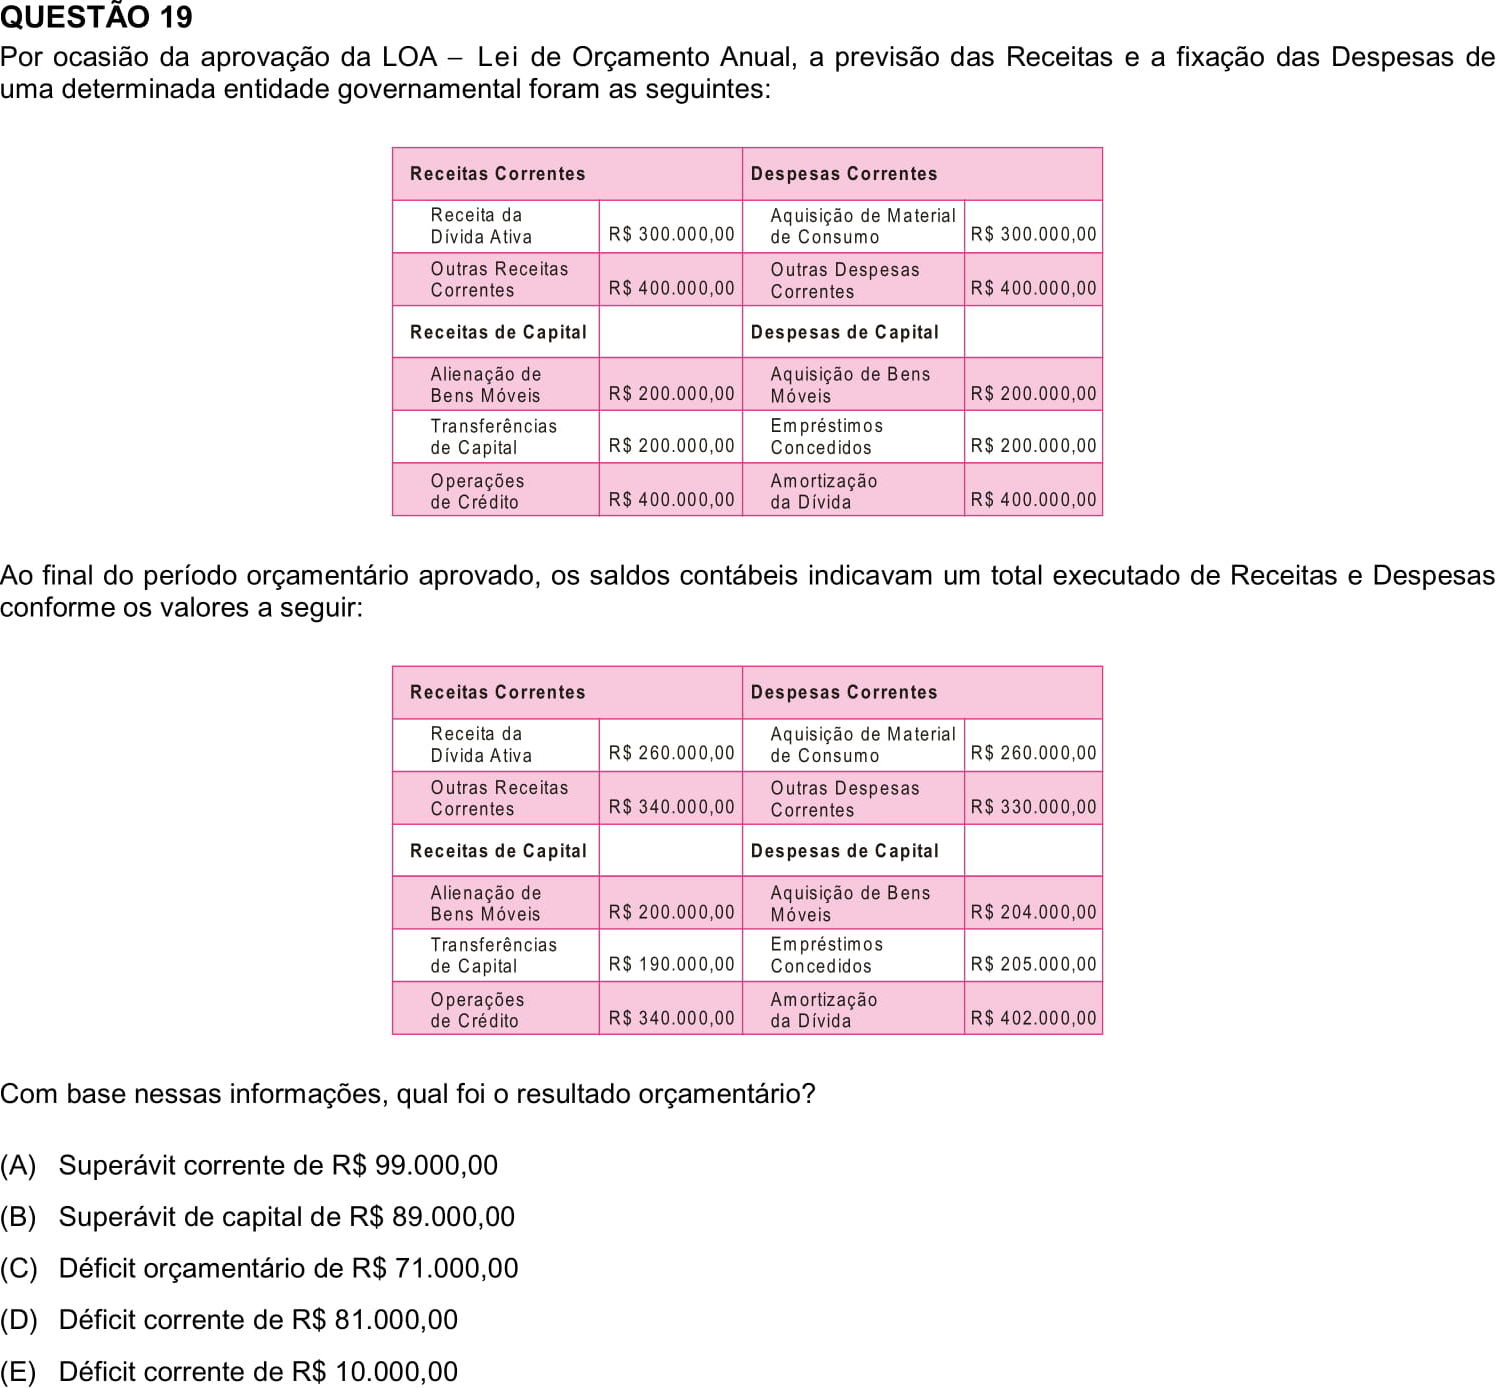 QUESTÃO 19
Por ocasião da aprovação da LOA – Lei de Orçamento Anual, a previsão das Receitas e a fixação das Despesas de
uma determinada entidade governamental foram as seguintes:
Receitas Correntes Despesas Correntes
Receita da Dívida Ativa R$ 300.000,00 Aquisição de Material de Consumo R$ 300.000,00
Outras Receitas Correntes R$ 400.000,00 Outras Despesas Correntes R$ 400.000,00
Receitas de Capital Despesas de Capital
Alienação de Bens Móveis R$ 200.000,00 Aquisição de Bens Móveis R$ 200.000,00
Transferências de Capital R$ 200.000,00 Empréstimos Concedidos R$ 200.000,00
Operações de Crédito R$ 400.000,00 Amortização da Dívida R$ 400.000,00
Ao final do período orçamentário aprovado, os saldos contábeis indicavam um total executado de Receitas e Despesas
conforme os valores a seguir:
Receitas Correntes Despesas Correntes
Receita da Dívida Ativa R$ 260.000,00 Aquisição de Material de Consumo R$ 260.000,00
Outras Receitas Correntes R$ 340.000,00 Outras Despesas Correntes R$ 330.000,00
Receitas de Capital Despesas de Capital
Alienação de Bens Móveis R$ 200.000,00 Aquisição de Bens Móveis R$ 204.000,00
Transferências de Capital R$ 190.000,00 Empréstimos Concedidos R$ 205.000,00
Operações de Crédito R$ 340.000,00 Amortização da Dívida R$ 402.000,00
Com base nessas informações, qual foi o resultado orçamentário?
(A) Superávit corrente de R$ 99.000,00
(B) Superávit de capital de R$ 89.000,00
(C) Déficit orçamentário de R$ 71.000,00
(D) Déficit corrente de R$ 81.000,00
(E) Déficit corrente de R$ 10.000,00